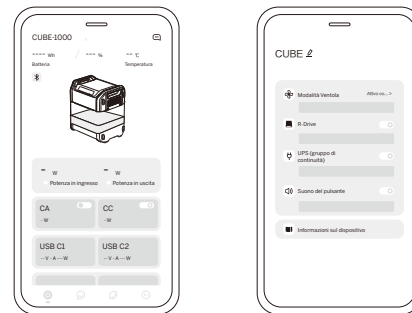 CUBE-1000
---- Wh / --- % -- ℃
Batteria Temperatura
- W - W
Potenza in ingresso Potenza in uscita
CA CC
- W - W
USB C1 USB C2
-- V - A --- W -- V - A --- W
CUBE
Modalità Ventola Attivo co... >
R-Drive
UPS (gruppo di
continuità)
Suono del pulsante
Informazioni sul dispositivo